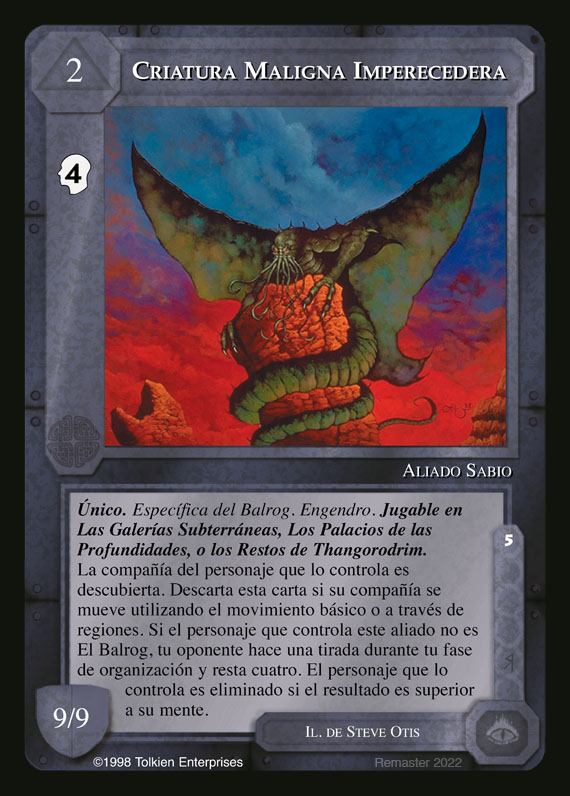 2
Criatura Maligna Imperecedera
4
Aliado Sabio
Único. Específica del Balrog. Engendro. Jugable en
Las Galerías Subterráneas, Los Palacios de las
Profundidades, o los Restos de Thangorodrim.
La compañía del personaje que lo controla es
descubierta. Descarta esta carta si su compañía se
mueve utilizando el movimiento básico o a través de
regiones. Si el personaje que controla este aliado no es
El Balrog, tu oponente hace una tirada durante tu fase
de organización y resta cuatro. El personaje que lo
controla es eliminado si el resultado es superior
a su mente.
5
9/9
Il. de Steve Otis
©1998 Tolkien Enterprises
Remaster 2022